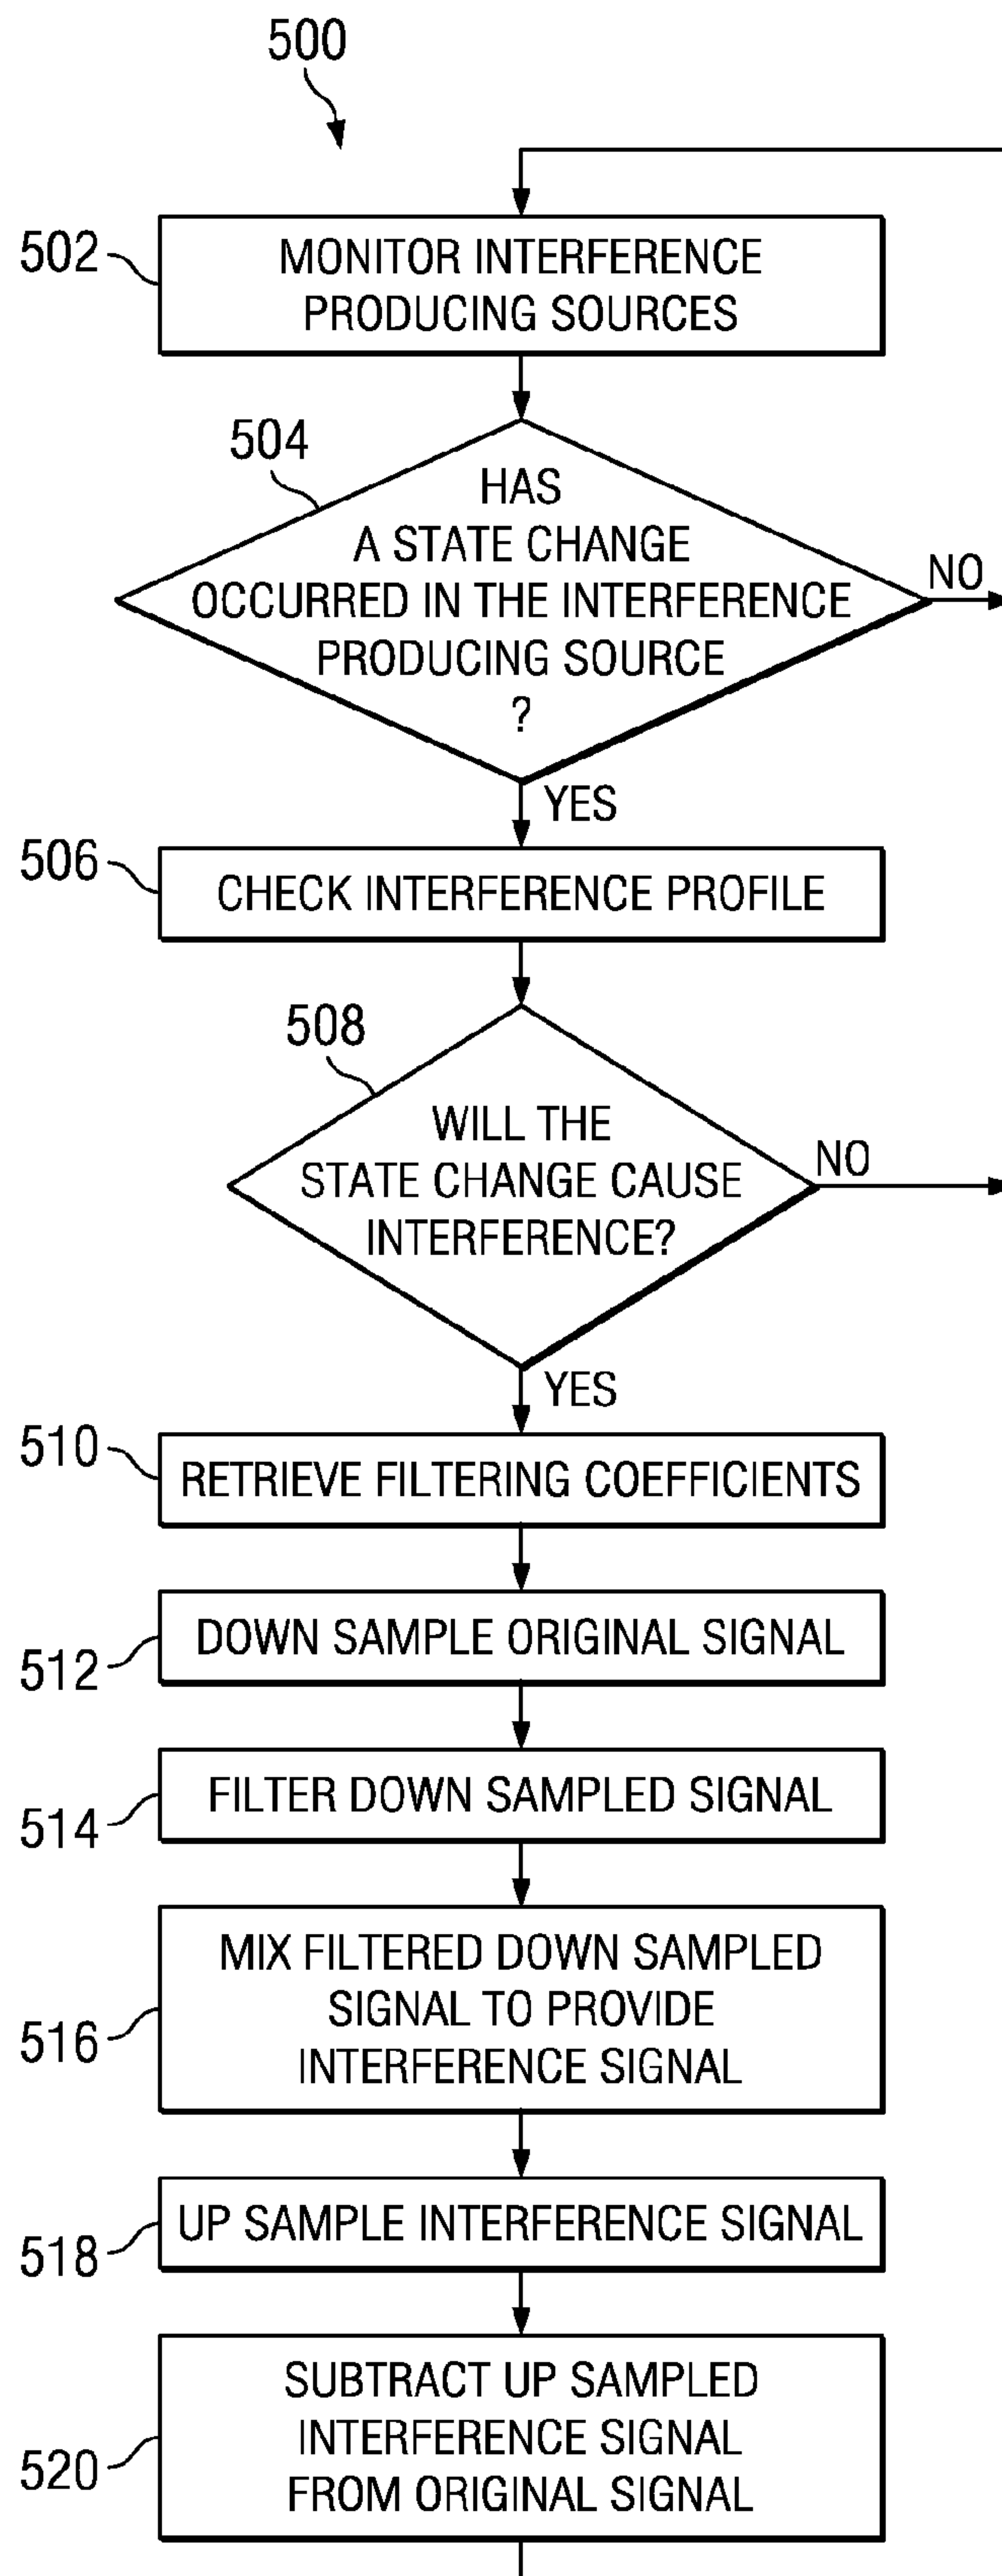 500
502
MONITOR INTERFERENCE
PRODUCING SOURCES
504
HAS
A STATE CHANGE
OCCURRED IN THE INTERFERENCE
PRODUCING SOURCE
?
NO
YES
506
CHECK INTERFERENCE PROFILE
508
WILL THE
STATE CHANGE CAUSE
INTERFERENCE?
NO
YES
510
RETRIEVE FILTERING COEFFICIENTS
512
DOWN SAMPLE ORIGINAL SIGNAL
514
FILTER DOWN SAMPLED SIGNAL
516
MIX FILTERED DOWN SAMPLED
SIGNAL TO PROVIDE
INTERFERENCE SIGNAL
518
UP SAMPLE INTERFERENCE SIGNAL
520
SUBTRACT UP SAMPLED
INTERFERENCE SIGNAL
FROM ORIGINAL SIGNAL